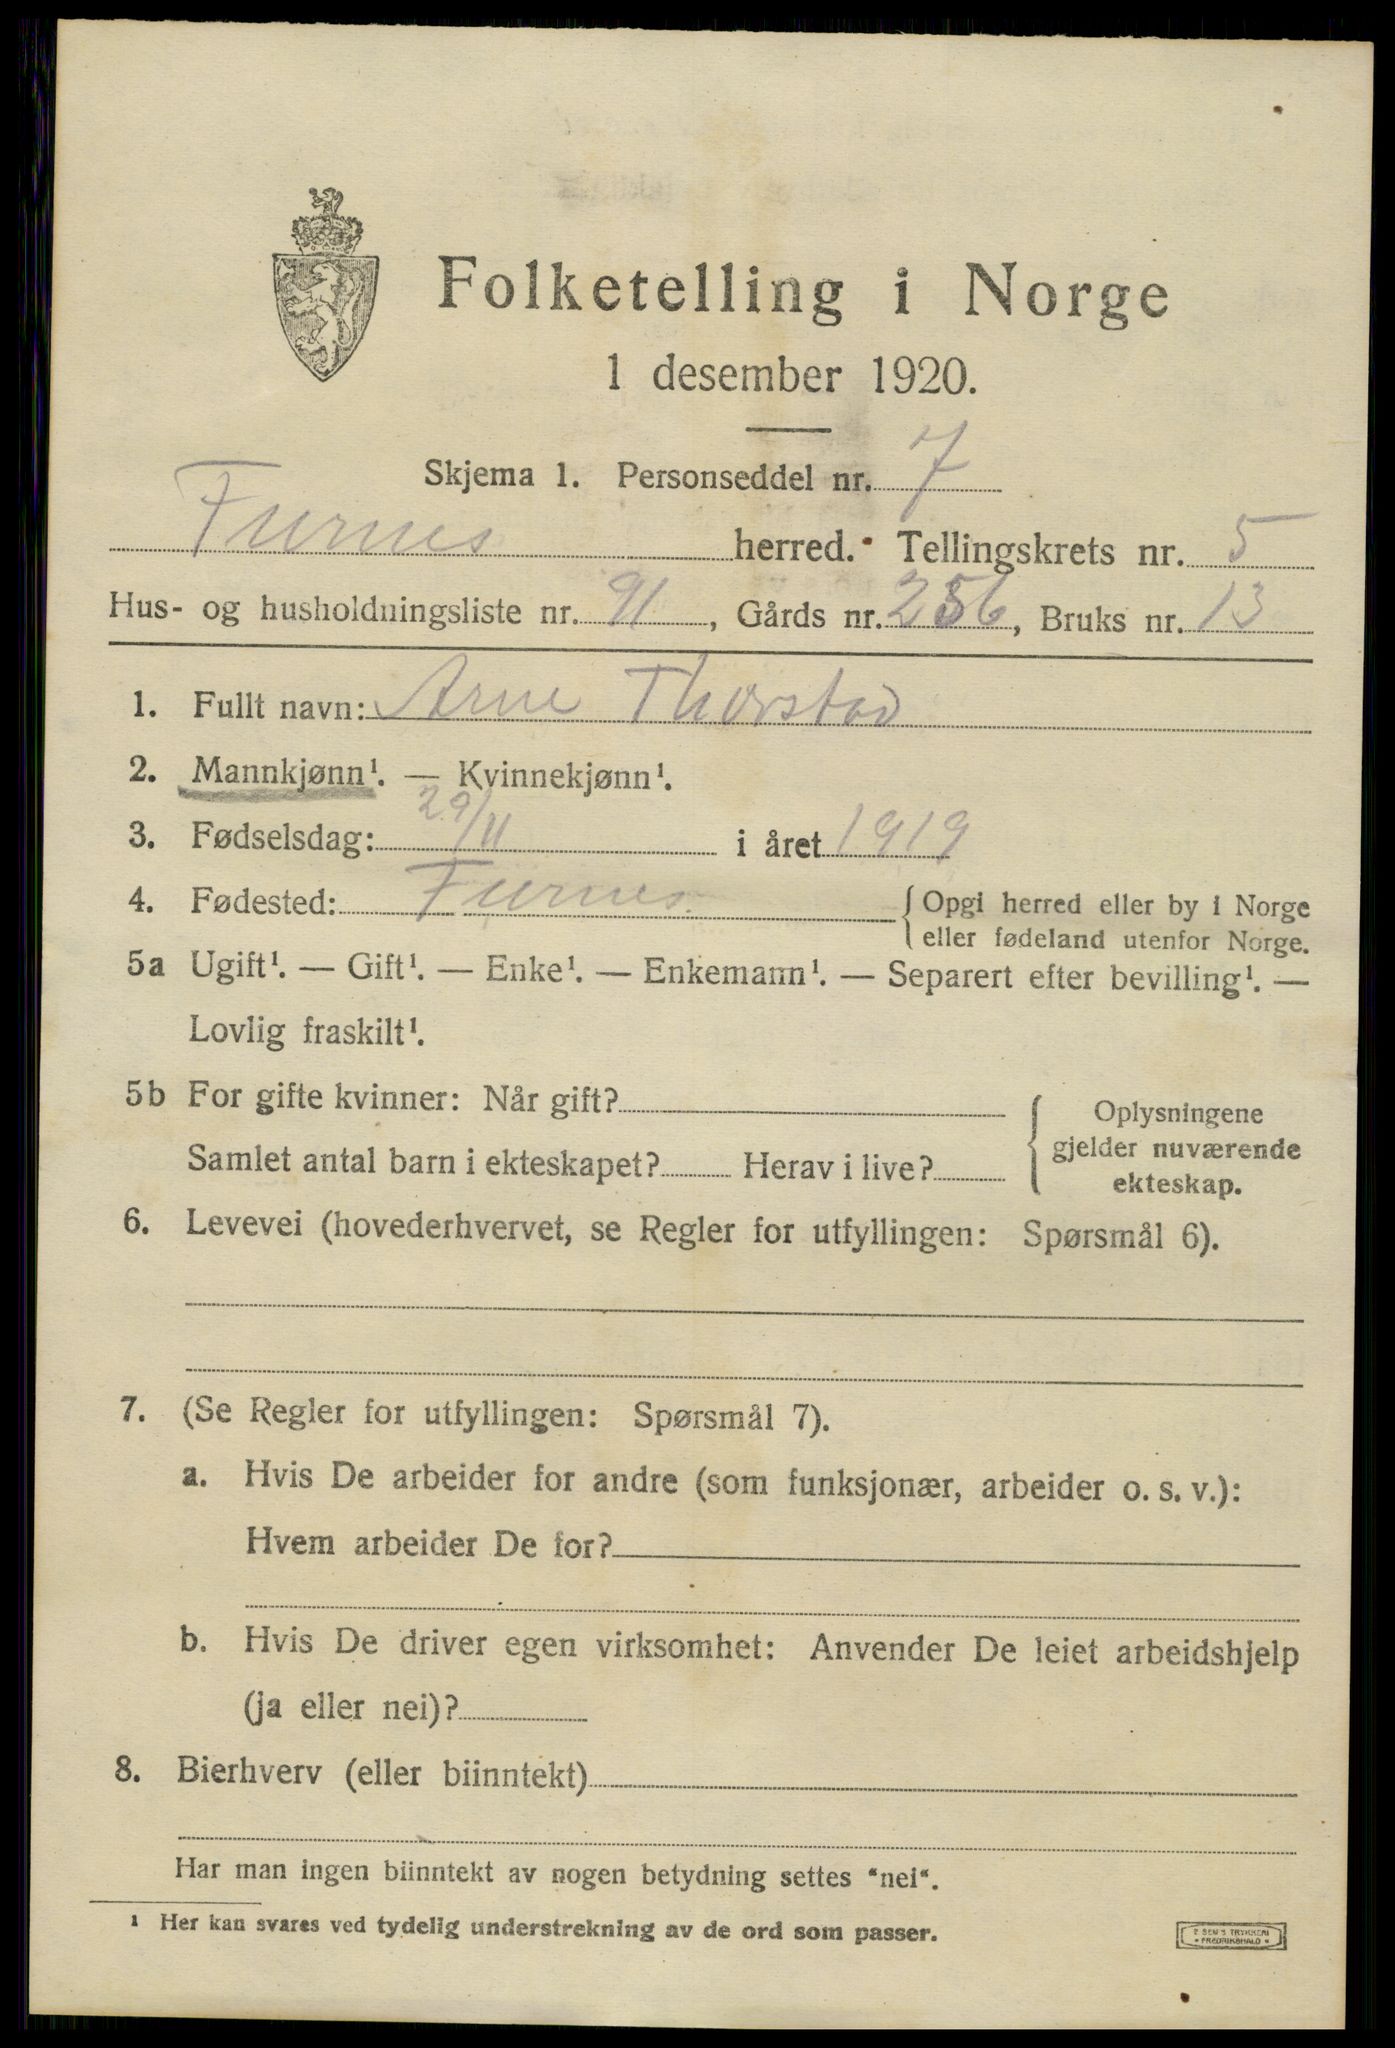 Folketelling i Norge
1 desember 1920.
Skjema 1. Personseddel nr. 7
Furnes herred. Tellingskrets nr. 5
Hus- og husholdningsliste nr. 91, Gårds nr. 256, Bruks nr. 13
1. Fullt navn: Arne Thorstad
2. Mannkjønn¹. — Kvinnekjønn¹.
3. Fødselsdag: 29/11 i året 1919
4. Fødested: Furnes. { Opgi herred eller by i Norge
eller fødeland utenfor Norge.
5a Ugift¹. — Gift¹. — Enke¹. — Enkemann¹. — Separert efter bevilling¹. —
Lovlig fraskilt¹.
5b For gifte kvinner: Når gift?
Samlet antal barn i ekteskapet? Herav i live?
{ Oplysningene
gjelder nuværende
ekteskap.
6. Levevei (hovederhvervet, se Regler for utfyllingen: Spørsmål 6).
7. (Se Regler for utfyllingen: Spørsmål 7).
a. Hvis De arbeider for andre (som funksjonær, arbeider o. s. v.):
Hvem arbeider De for?
b. Hvis De driver egen virksomhet: Anvender De leiet arbeidshjelp
(ja eller nei)?
8. Bierhverv (eller biinntekt)
Har man ingen biinntekt av nogen betydning settes “nei“.
¹ Her kan svares ved tydelig understrekning av de ord som passer.
TRYKKERI
FREDRIKSHALD